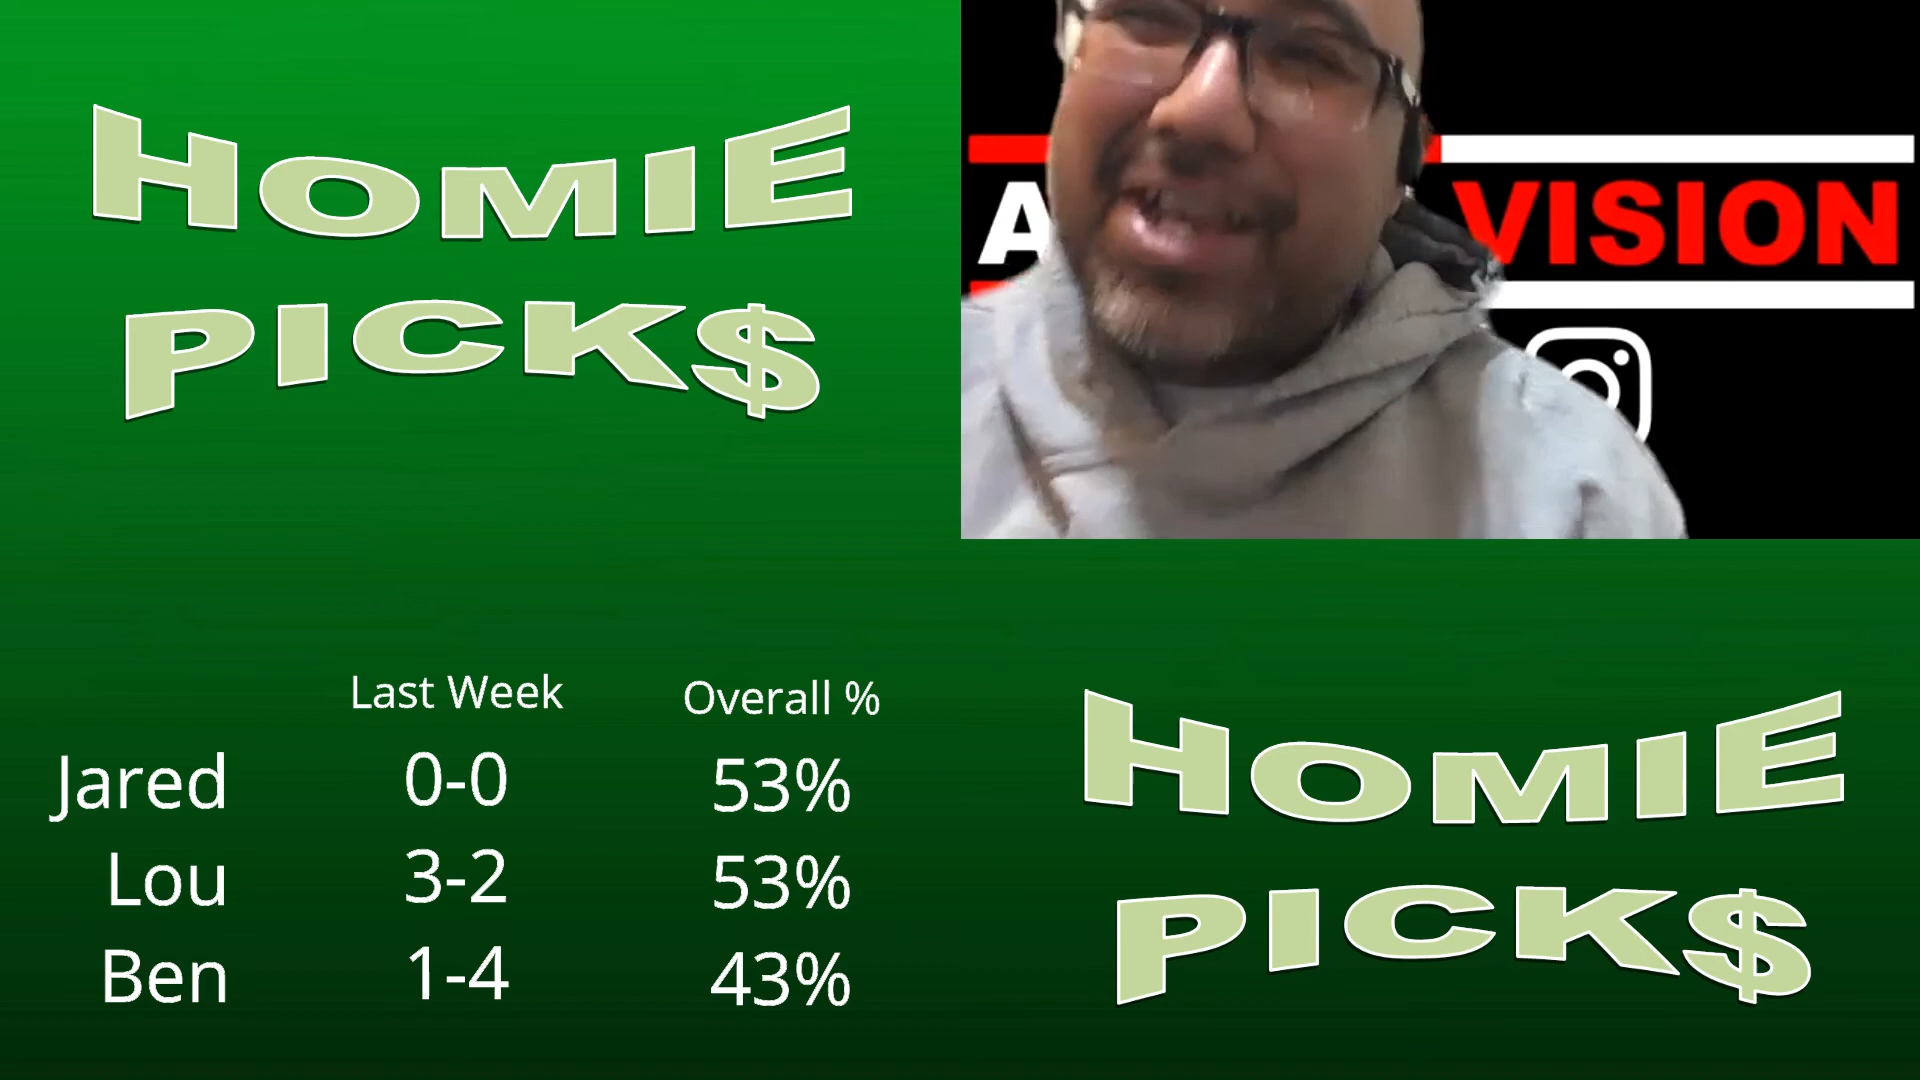 HOMIE
PICK$
A
VISION
Last Week Overall %
Jared 0-0 53%
Lou 3-2 53%
Ben 1-4 43%
HOMIE
PICK$